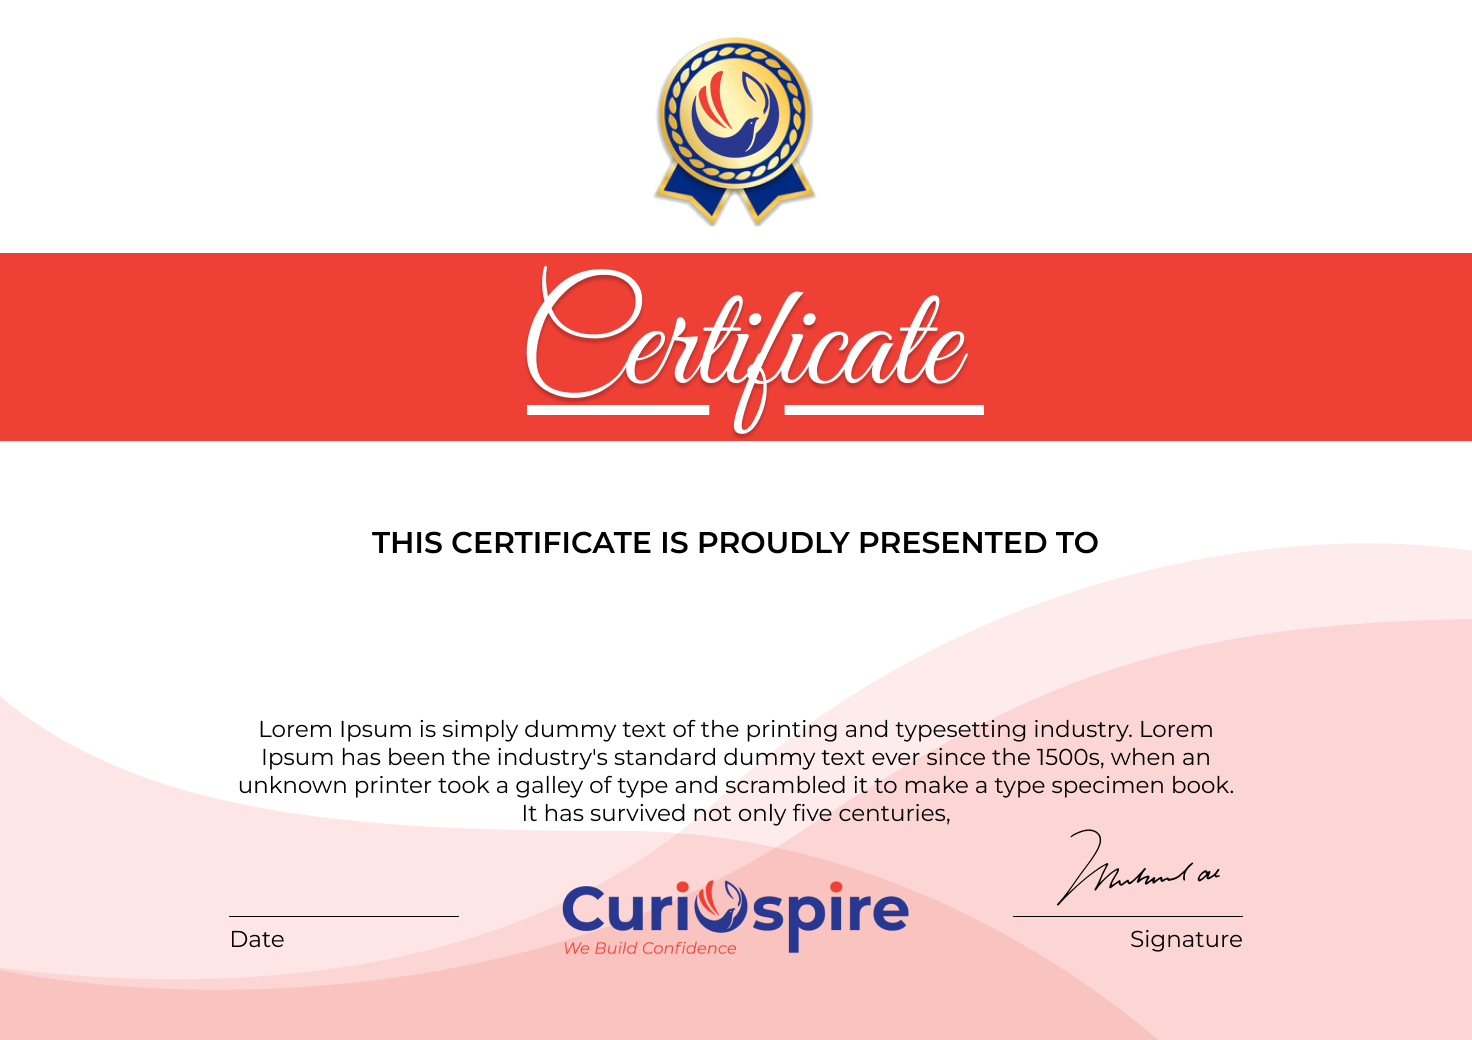 Certificate
THIS CERTIFICATE IS PROUDLY PRESENTED TO
Lorem Ipsum is simply dummy text of the printing and typesetting industry. Lorem
Ipsum has been the industry's standard dummy text ever since the 1500s, when an
unknown printer took a galley of type and scrambled it to make a type specimen book.
It has survived not only five centuries,
Date
CuriOspire
We Build Confidence
Signature